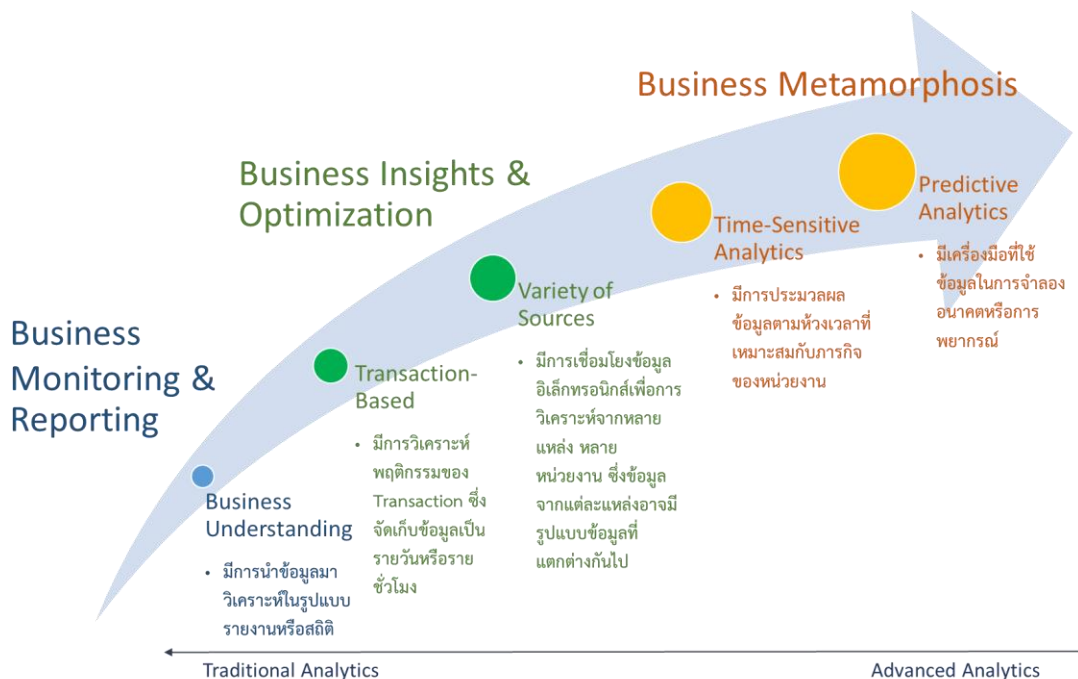 Business Metamorphosis
Business Insights &
Optimization
Business
Monitoring &
Reporting
Business
Understanding
• มีการนำข้อมูลมา
วิเคราะห์ในรูปแบบ
รายงานหรือสถิติ
Transaction-
Based
• มีการวิเคราะห์
พฤติกรรมของ
Transaction ซึ่ง
จัดเก็บข้อมูลเป็น
รายวันหรือราย
ชั่วโมง
Variety of
Sources
• มีการเชื่อมโยงข้อมูล
อิเล็กทรอนิกส์เพื่อการ
วิเคราะห์จากหลาย
แหล่ง หลาย
หน่วยงาน ซึ่งข้อมูล
จากแต่ละแหล่งอาจมี
รูปแบบข้อมูลที่
แตกต่างกันไป
Time-Sensitive
Analytics
• มีการประมวลผล
ข้อมูลตามห้วงเวลาที่
เหมาะสมกับภารกิจ
ของหน่วยงาน
Predictive
Analytics
• มีเครื่องมือที่ใช้
ข้อมูลในการจำลอง
อนาคตหรือการ
พยากรณ์
Traditional Analytics
Advanced Analytics